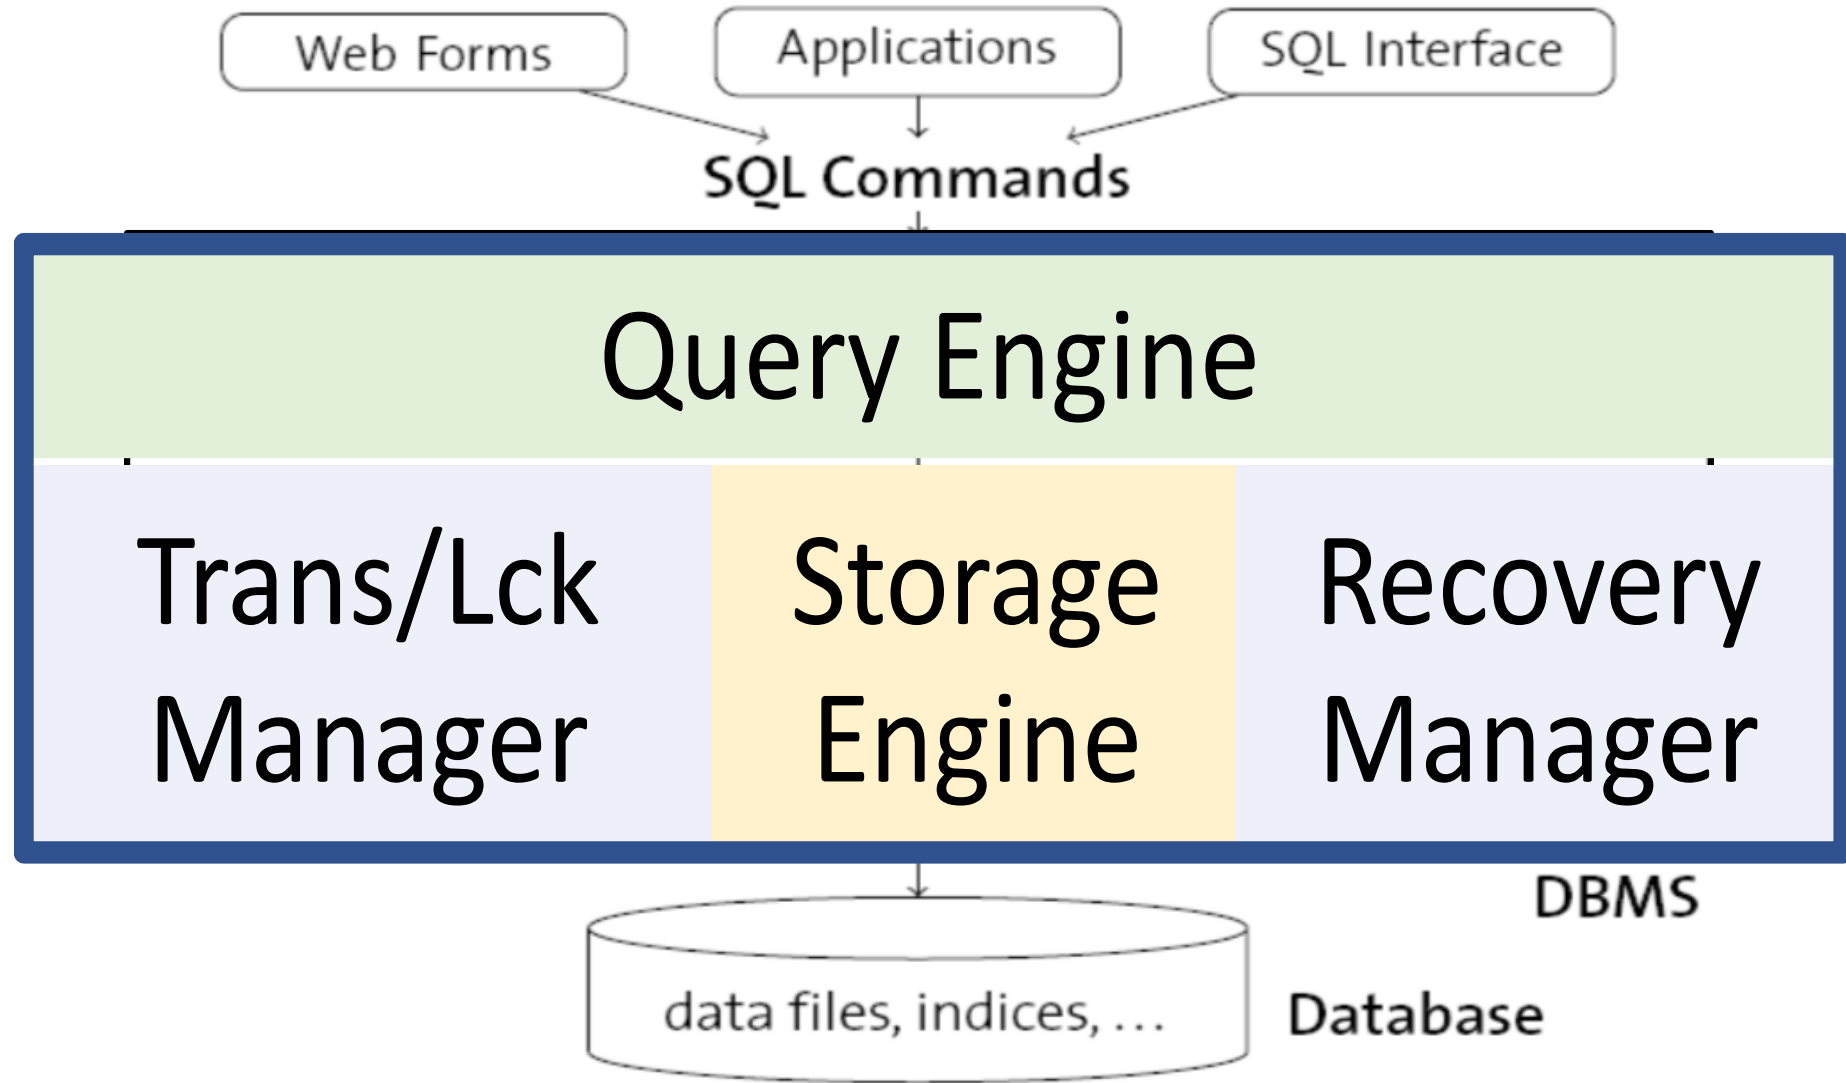 Web Forms
Applications
SQL Interface
SQL Commands
Query Engine
Trans/Lck
Manager
Storage
Engine
Recovery
Manager
DBMS
data files, indices, ...
Database